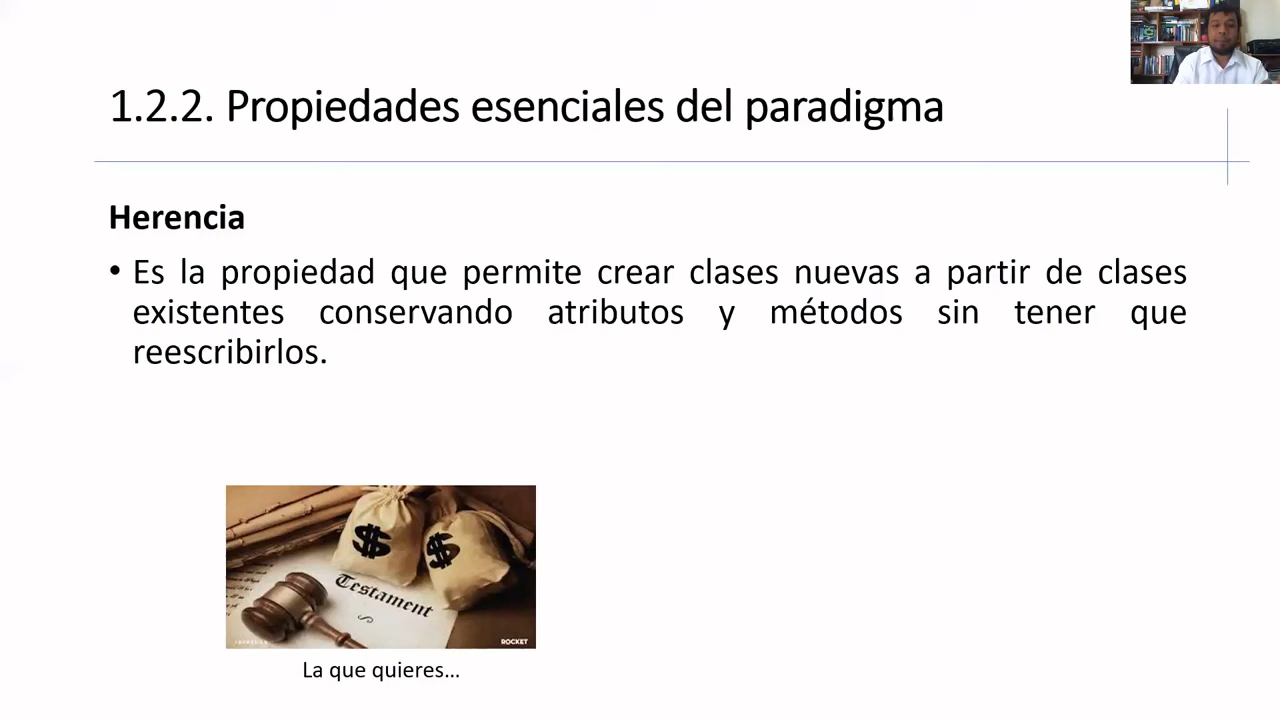 1.2.2. Propiedades esenciales del paradigma
Herencia
• Es la propiedad que permite crear clases nuevas a partir de clases
existentes conservando atributos y métodos sin tener que
reescribirlos.
Testament
ROCKET
La que quieres...